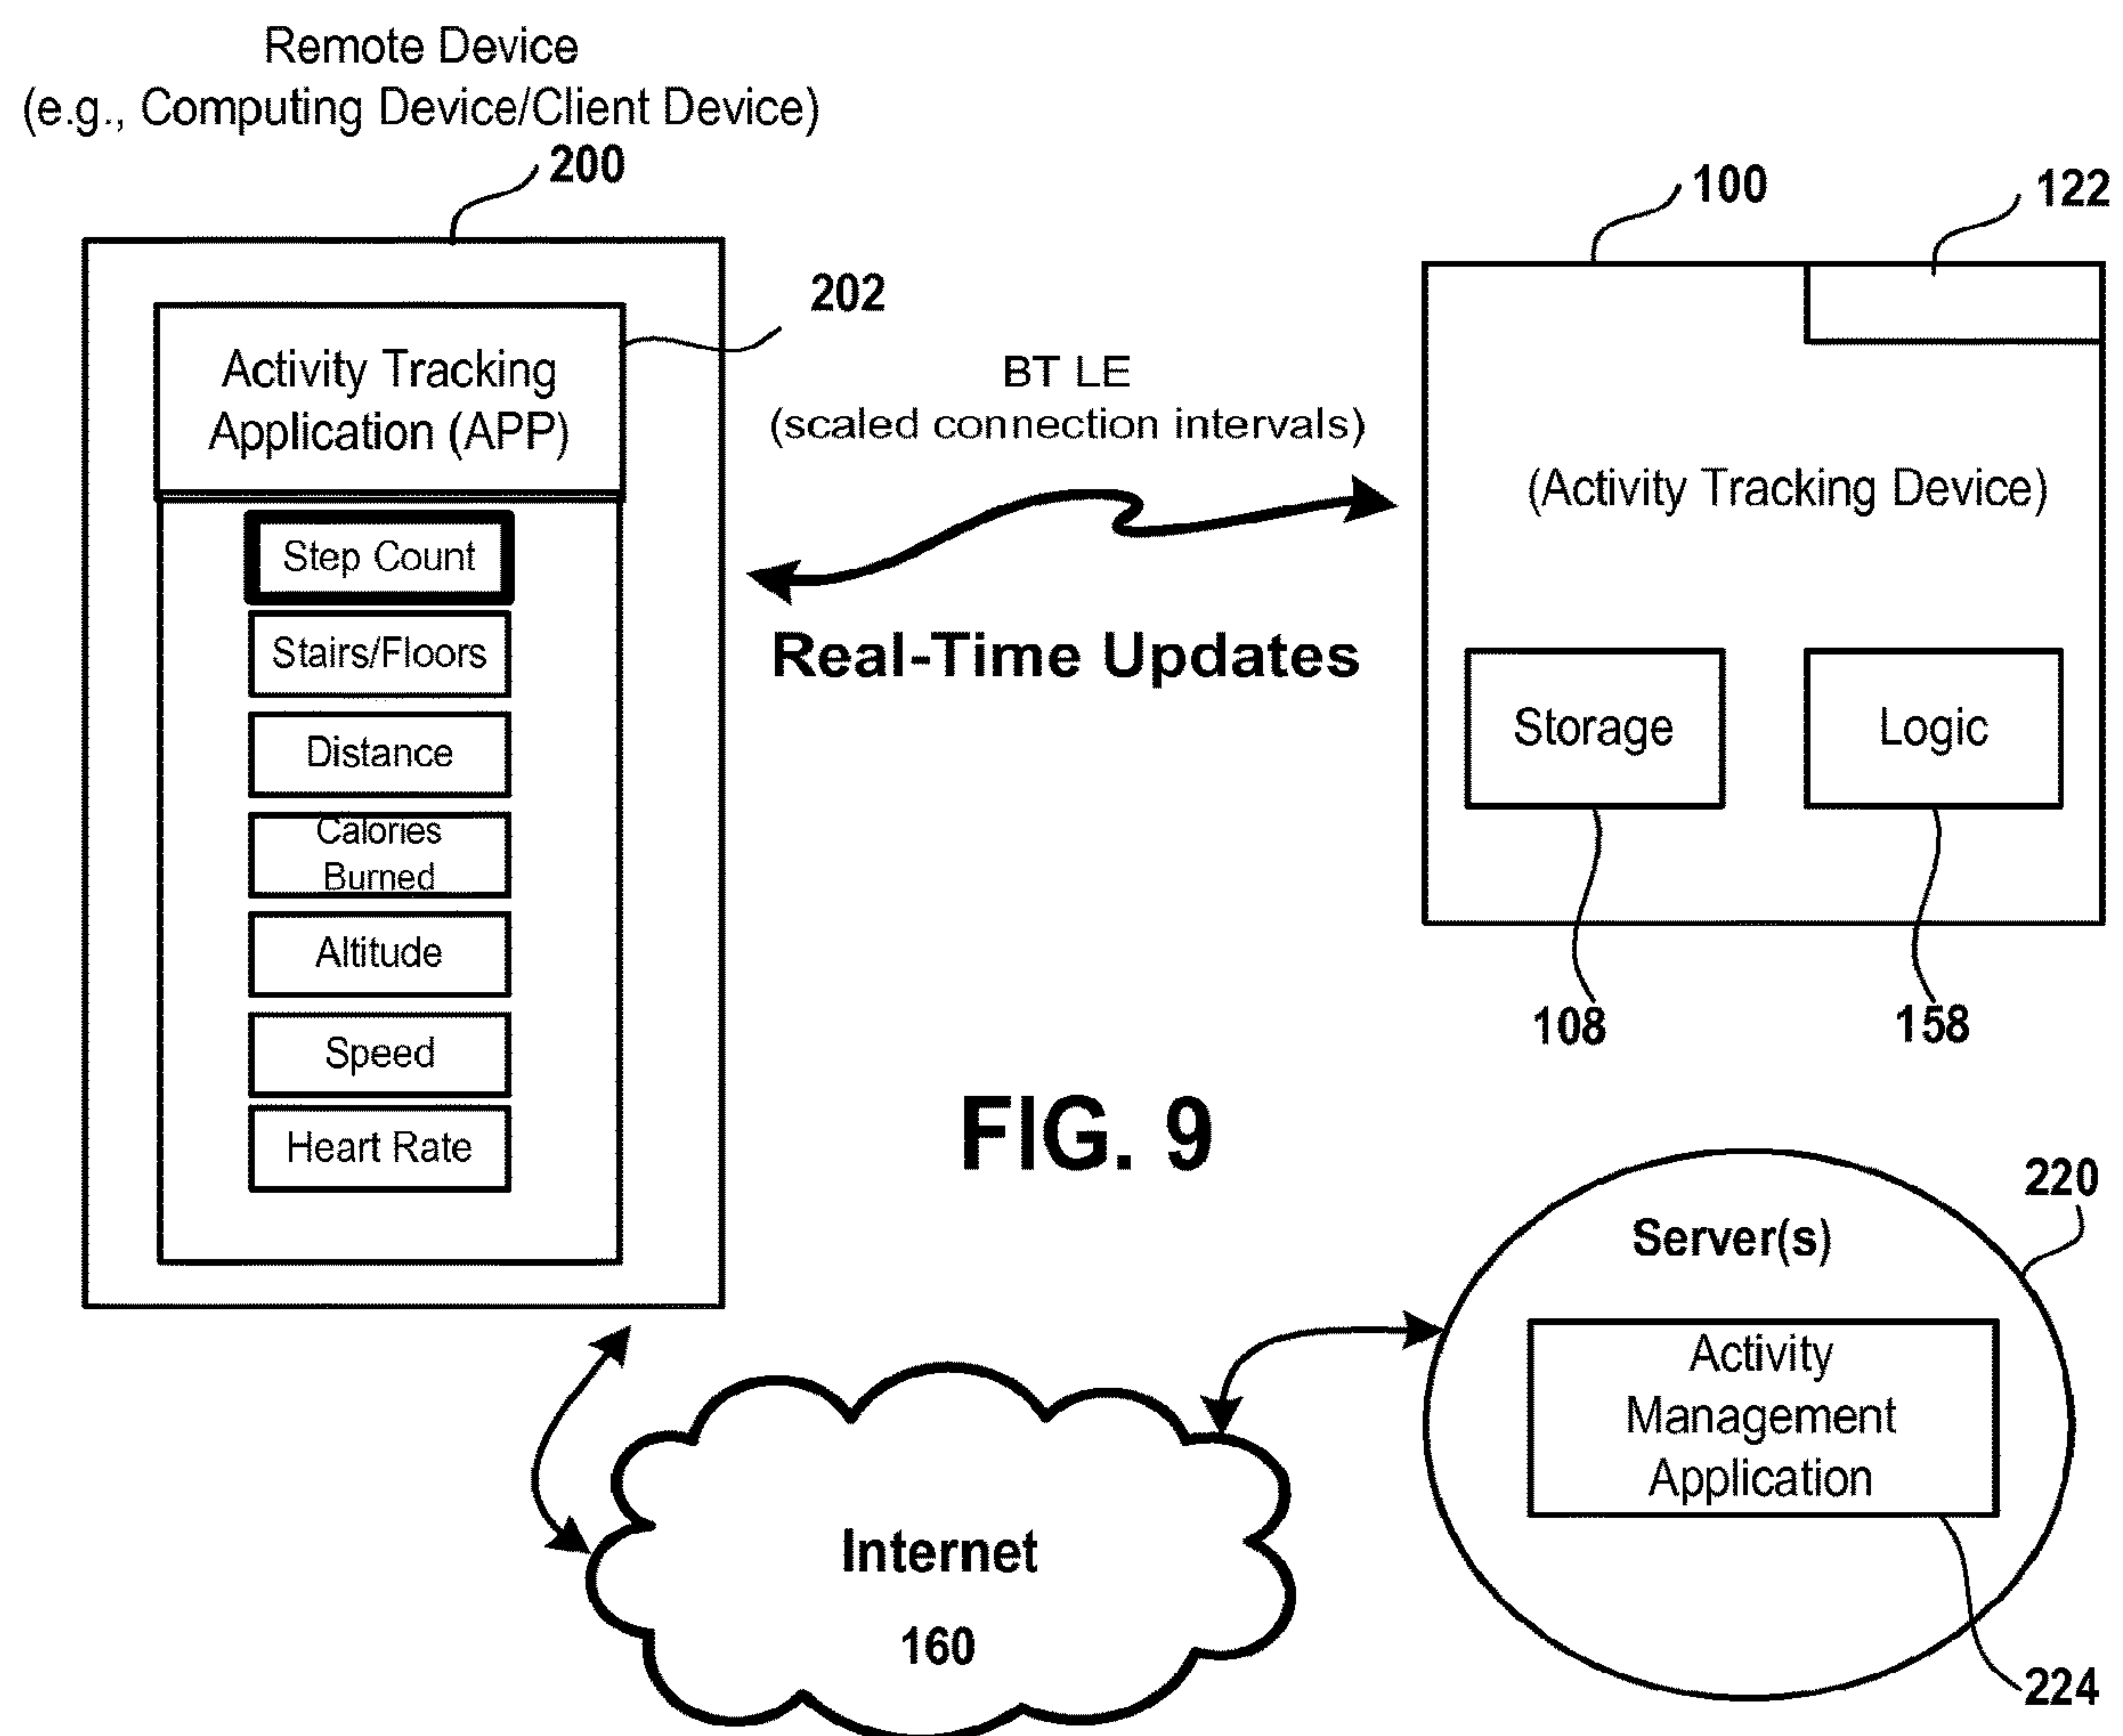 Remote Device
(e.g., Computing Device/Client Device)
200
100
122
202
Activity Tracking
Application (APP)
BT LE
(scaled connection intervals)
(Activity Tracking Device)
Step Count
Stairs/Floors
Real-Time Updates
Distance
Storage
Logic
Calories
Burned
Altitude
Speed
108
158
Heart Rate
FIG. 9
220
Server(s)
Activity
Management
Application
Internet
160
224